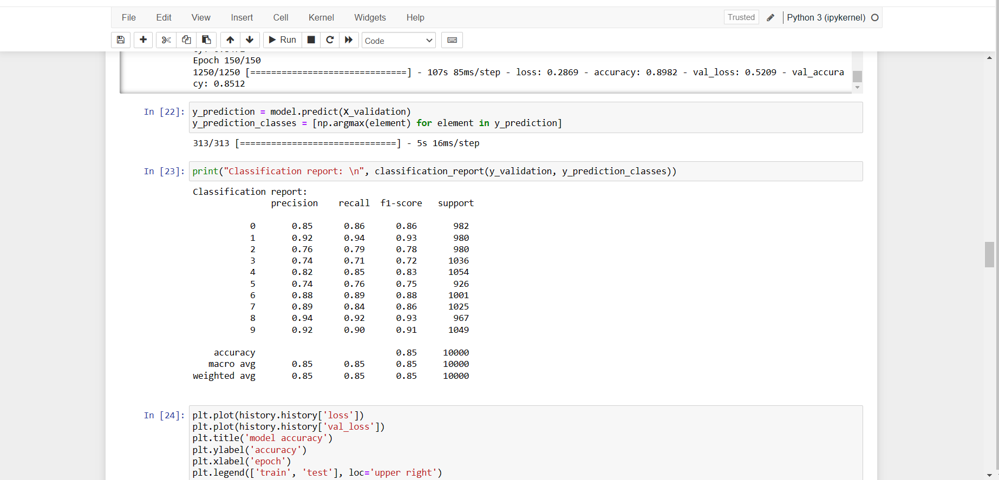 File Edit View Insert Cell Kernel Widgets Help Trusted Python 3 (ipykernel)
Run Code
Epoch 150/150
1250/1250 [==============================] - 107s 85ms/step - loss: 0.2869 - accuracy: 0.8982 - val_loss: 0.5209 - val_accura
cy: 0.8512
In [22]: y_prediction = model.predict(X_validation)
y_prediction_classes = [np.argmax(element) for element in y_prediction]
313/313 [==============================] - 5s 16ms/step
In [23]: print("Classification report: \n", classification_report(y_validation, y_prediction_classes))
Classification report:
precision recall f1-score support
0 0.85 0.86 0.86 982
1 0.92 0.94 0.93 980
2 0.76 0.79 0.78 980
3 0.74 0.71 0.72 1036
4 0.82 0.85 0.83 1054
5 0.74 0.76 0.75 926
6 0.88 0.89 0.88 1001
7 0.89 0.84 0.86 1025
8 0.94 0.92 0.93 967
9 0.92 0.90 0.91 1049
accuracy 0.85 10000
macro avg 0.85 0.85 0.85 10000
weighted avg 0.85 0.85 0.85 10000
In [24]: plt.plot(history.history['loss'])
plt.plot(history.history['val_loss'])
plt.title('model accuracy')
plt.ylabel('accuracy')
plt.xlabel('epoch')
plt.legend(['train', 'test'], loc='upper right')